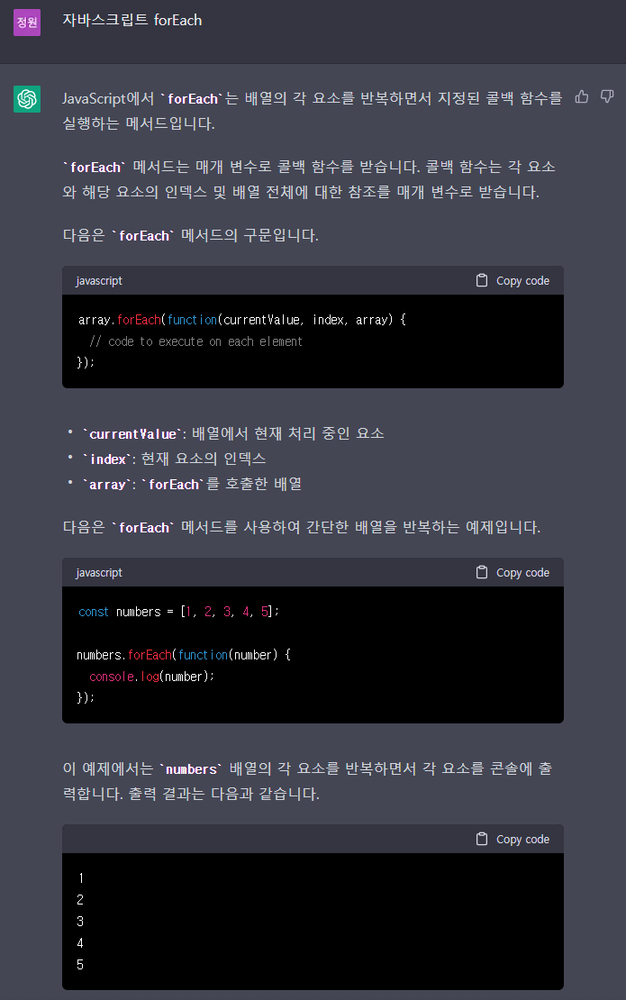 정원
자바스크립트 forEach
JavaScript에서 `forEach`는 배열의 각 요소를 반복하면서 지정된 콜백 함수를
실행하는 메서드입니다.
`forEach` 메서드는 매개 변수로 콜백 함수를 받습니다. 콜백 함수는 각 요소
와 해당 요소의 인덱스 및 배열 전체에 대한 참조를 매개 변수로 받습니다.
다음은 `forEach` 메서드의 구문입니다.
javascript Copy code
array.forEach(function(currentValue, index, array) {
  // code to execute on each element
});
• `currentValue`: 배열에서 현재 처리 중인 요소
• `index`: 현재 요소의 인덱스
• `array`: `forEach`를 호출한 배열
다음은 `forEach` 메서드를 사용하여 간단한 배열을 반복하는 예제입니다.
javascript Copy code
const numbers = [1, 2, 3, 4, 5];
numbers.forEach(function(number) {
  console.log(number);
});
이 예제에서는 `numbers` 배열의 각 요소를 반복하면서 각 요소를 콘솔에 출
력합니다. 출력 결과는 다음과 같습니다.
Copy code
1
2
3
4
5